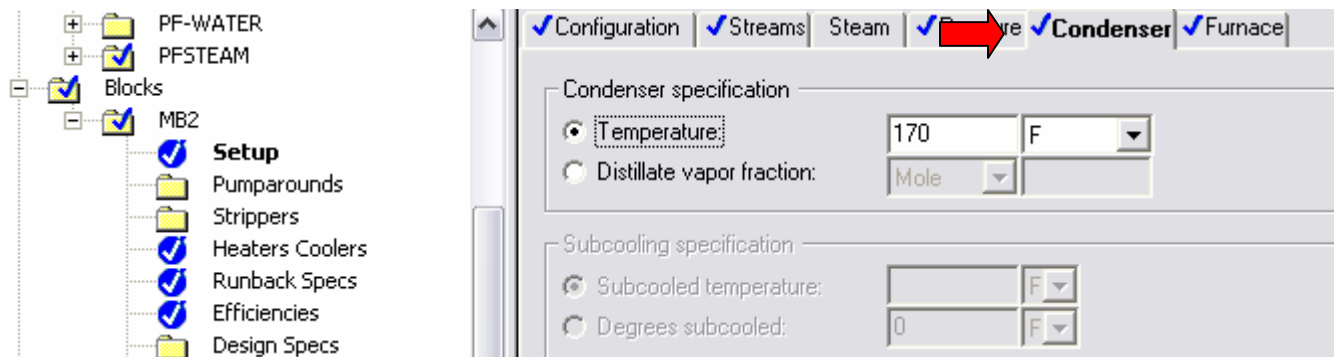 PF-WATER
PFSTEAM
Blocks
MB2
Setup
Pumparounds
Strippers
Heaters Coolers
Runback Specs
Efficiencies
Design Specs
Configuration Streams Steam re Condenser Furnace
Condenser specification
Temperature: 170 F
Distillate vapor fraction: Mole
Subcooling specification
Subcooled temperature: F
Degrees subcooled: 0 F